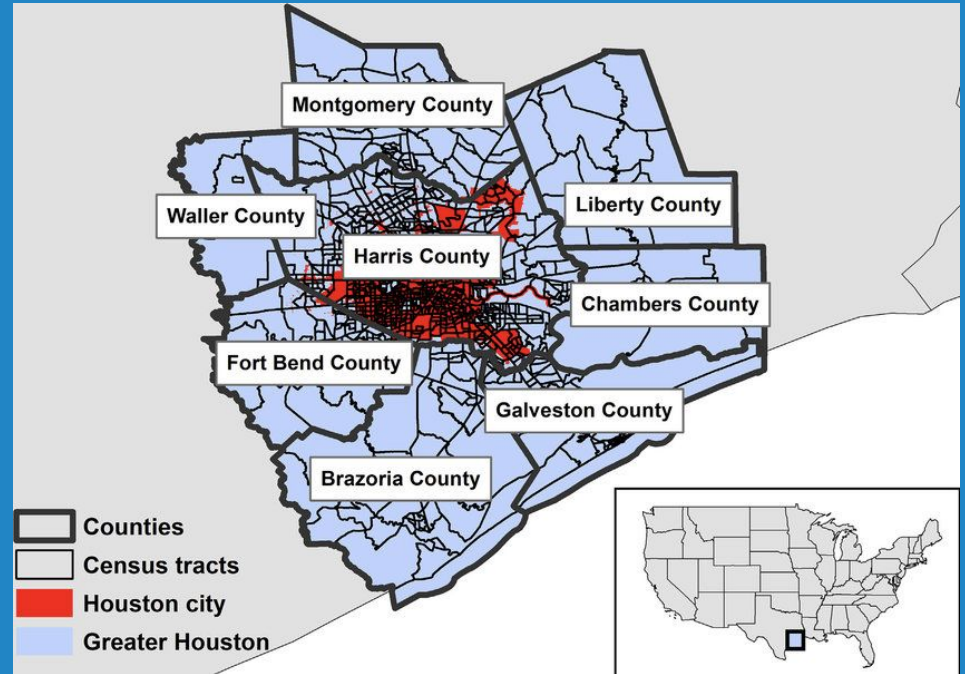 Montgomery County
Liberty County
Waller County
Harris County
Chambers County
Fort Bend County
Galveston County
Brazoria County
Counties
Census tracts
Houston city
Greater Houston